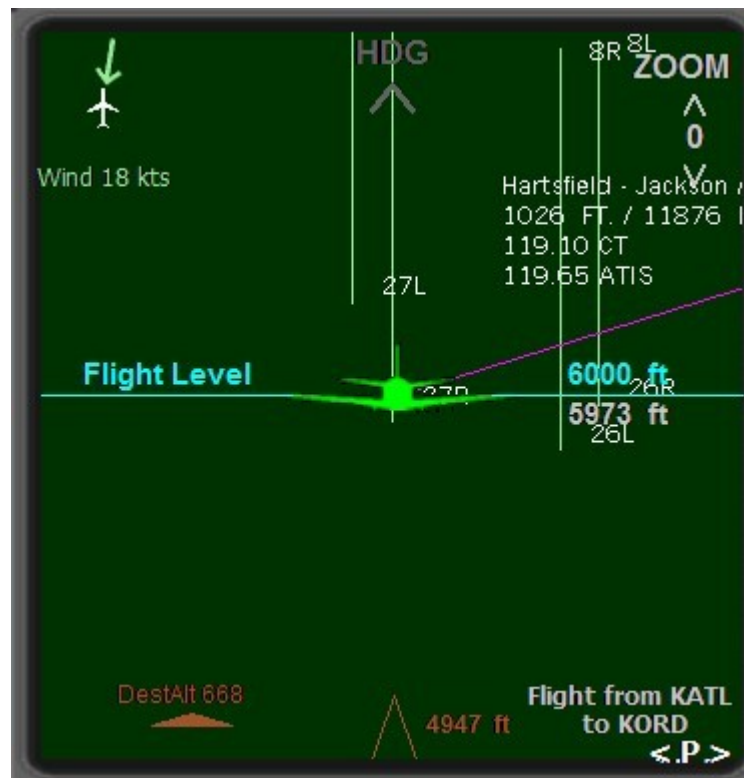 HDG
8R 8L
ZOOM
^
0
v
Wind 18 kts
Hartsfield - Jackson
1026 FT. / 11876
119.10 CT
119.65 ATIS
27L
Flight Level
6000 ft
27R
26R
5973 ft
26L
DestAlt 668
4947 ft
Flight from KATL
to KORD
<.P.>